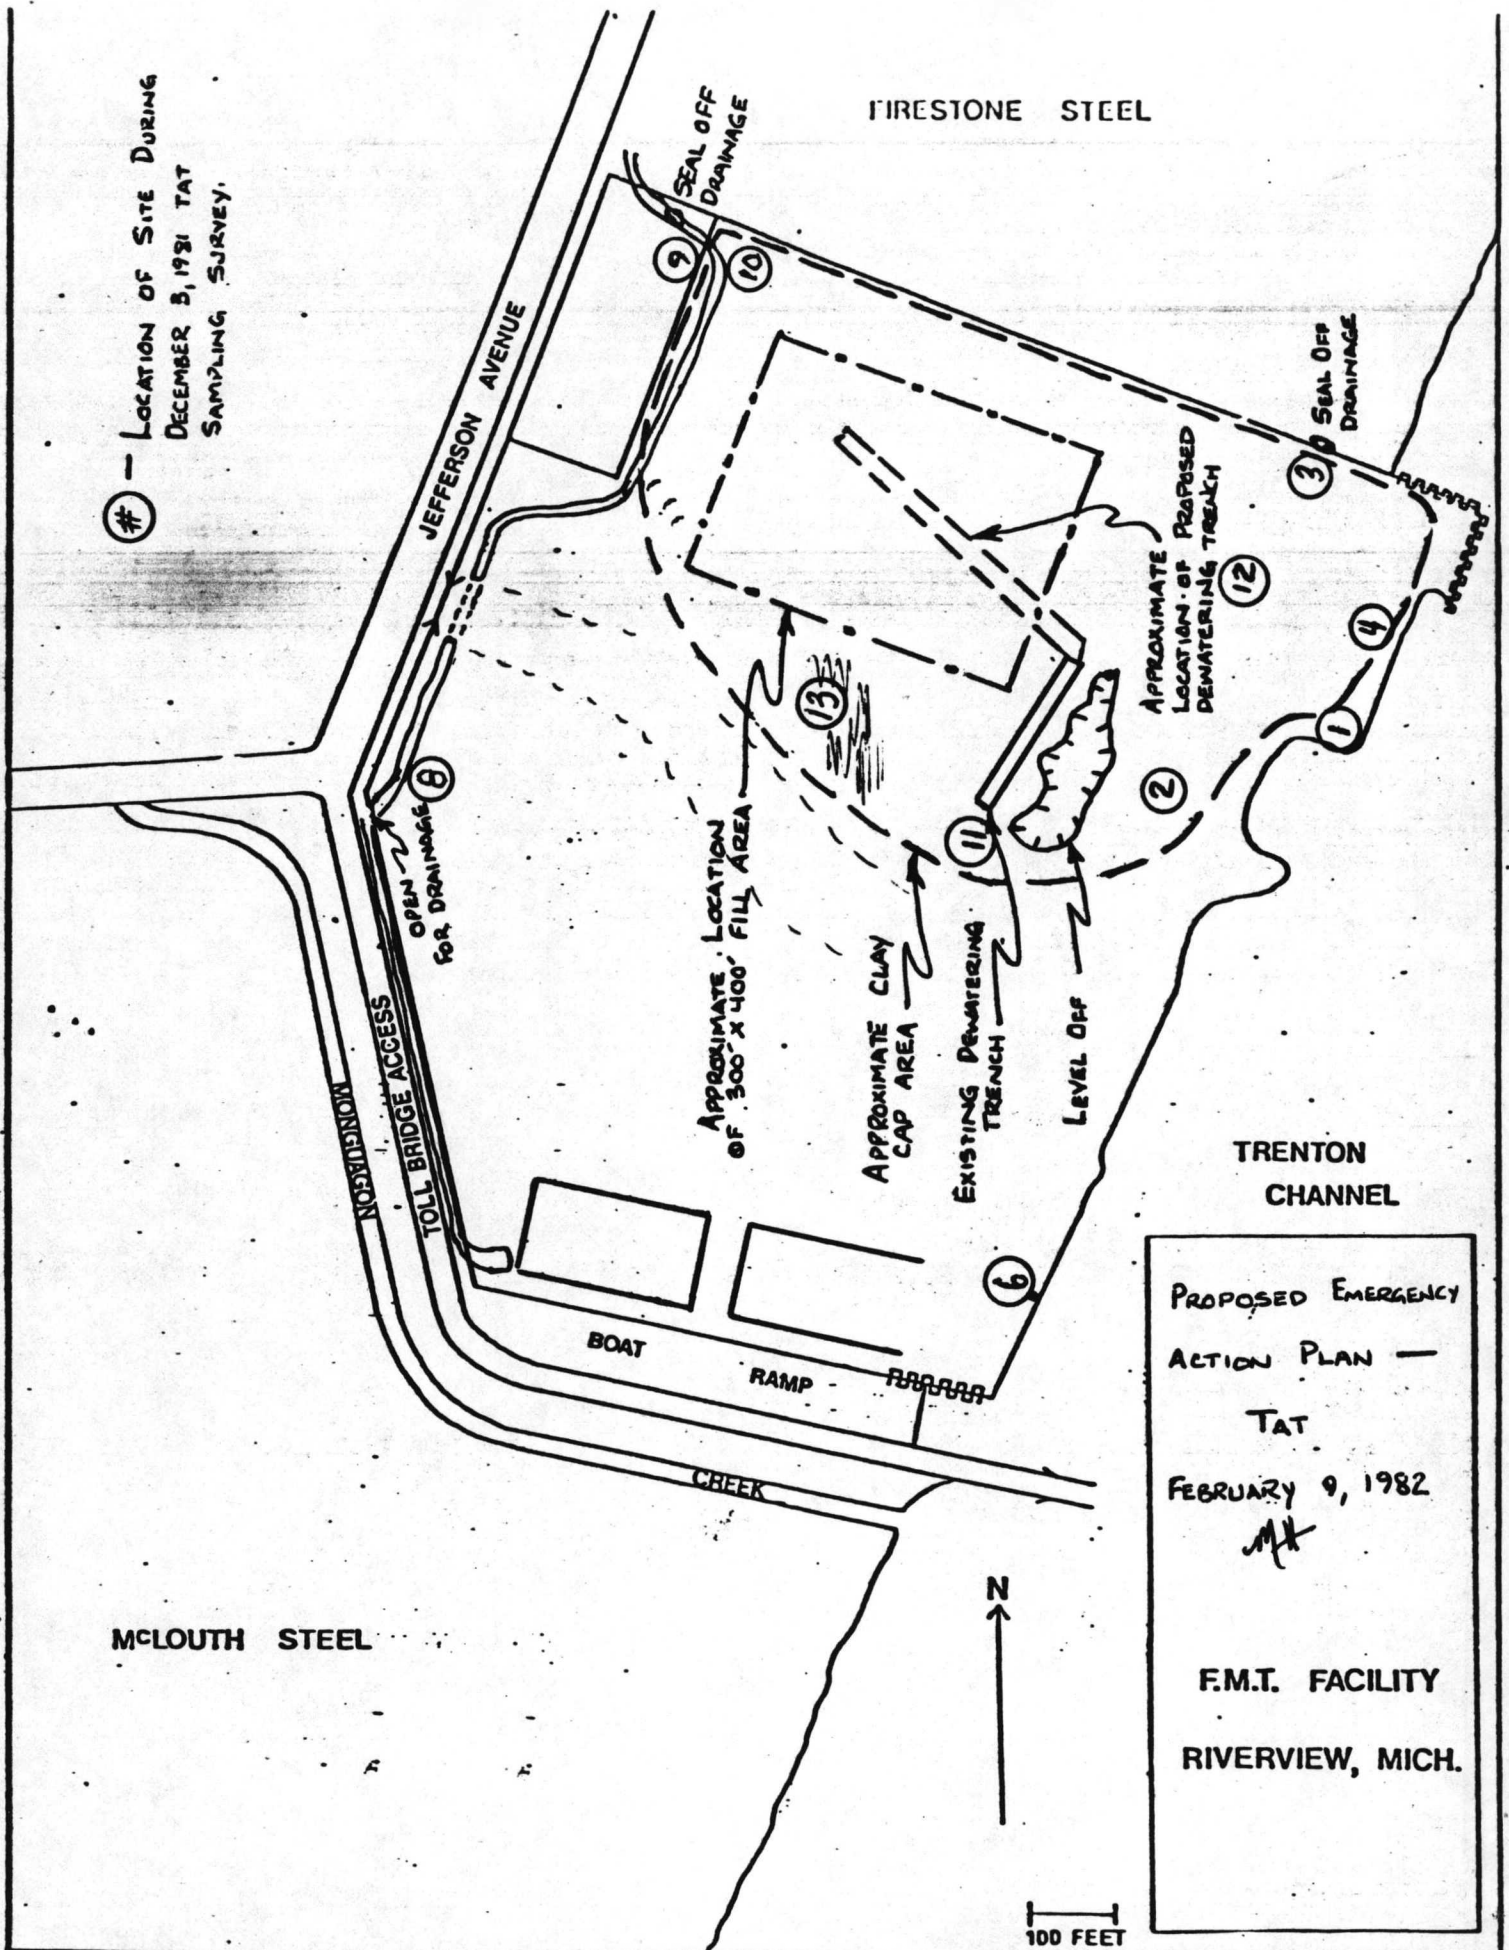 # — LOCATION OF SITE DURING
DECEMBER 3, 1981 TAT
SAMPLING SURVEY.
FIRESTONE STEEL
SEAL OFF
DRAINAGE
9
10
JEFFERSON AVENUE
3
SEAL OFF
DRAINAGE
APPROXIMATE
LOCATION OF PROPOSED
DEWATERING TRENCH
12
4
1
2
13
11
8
OPEN
FOR DRAINAGE
APPROXIMATE LOCATION
OF 300' X 400' FILL AREA
APPROXIMATE CLAY
CAP AREA
EXISTING DEWATERING
TRENCH
LEVEL OFF
MONGUAGON
TOLL BRIDGE ACCESS
TRENTON
CHANNEL
6
BOAT
RAMP
CREEK
MCLOUTH STEEL
N
100 FEET
PROPOSED EMERGENCY
ACTION PLAN —
TAT
FEBRUARY 9, 1982
MH
F.M.T. FACILITY
RIVERVIEW, MICH.